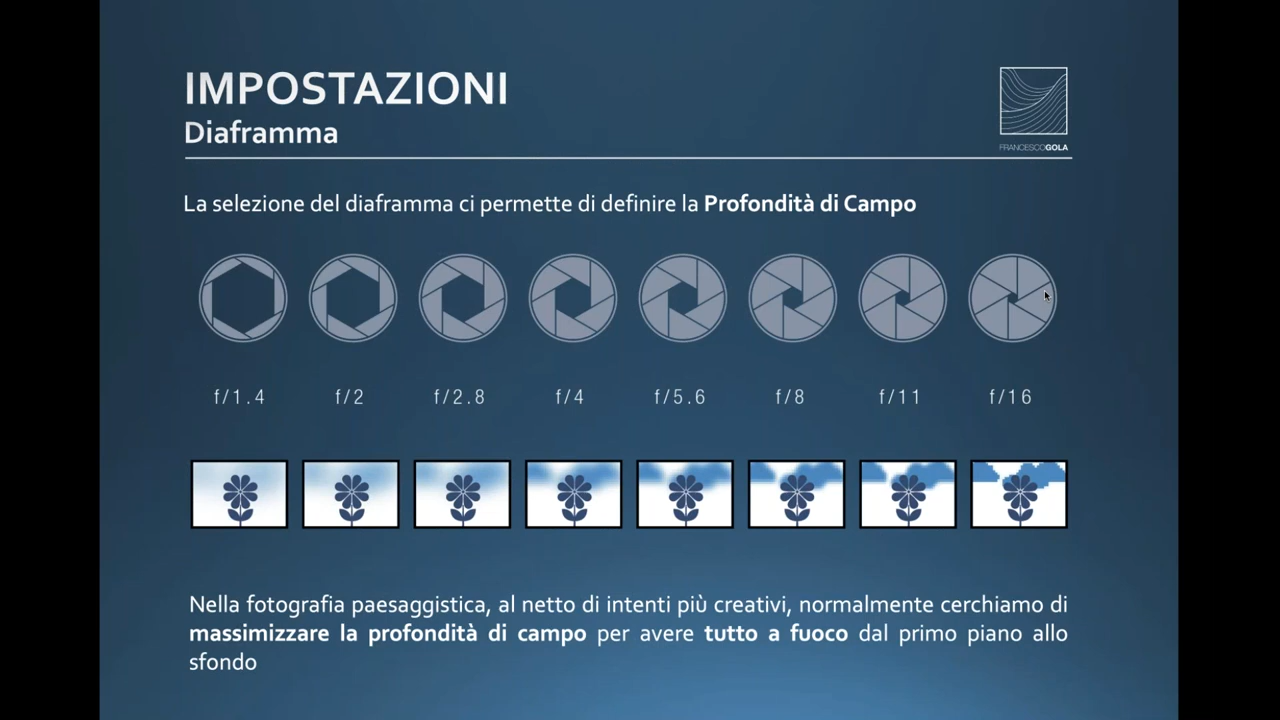 IMPOSTAZIONI
Diaframma
FRANCESCOGOLA
La selezione del diaframma ci permette di definire la Profondità di Campo
f/1.4 f/2 f/2.8 f/4 f/5.6 f/8 f/11 f/16
Nella fotografia paesaggistica, al netto di intenti più creativi, normalmente cerchiamo di
massimizzare la profondità di campo per avere tutto a fuoco dal primo piano allo
sfondo